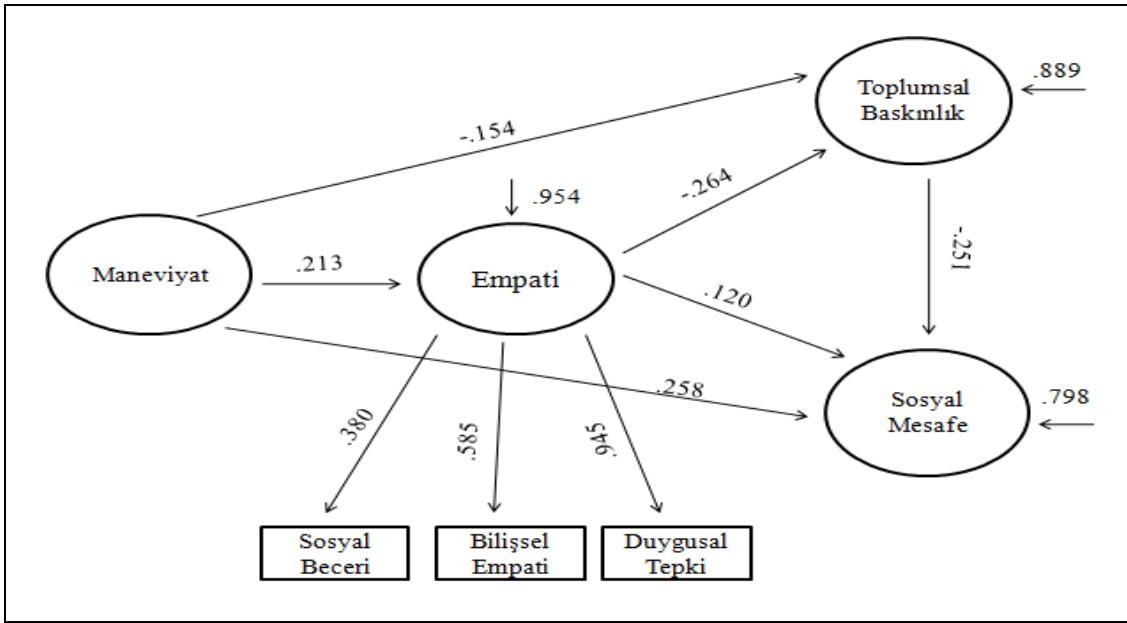 Toplumsal
Baskınlık
.889
-.154
-.264
.954
Maneviyat
.213
Empati
-.251
.120
.258
Sosyal
Mesafe
.798
.380
.585
.945
Sosyal
Beceri
Bilişsel
Empati
Duygusal
Tepki